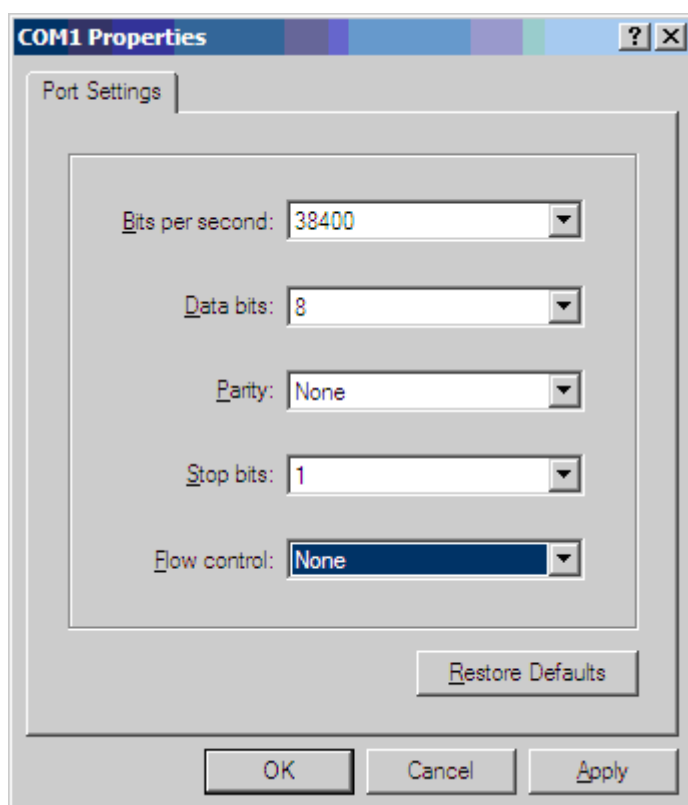 COM1 Properties
Port Settings
Bits per second: 38400
Data bits: 8
Parity: None
Stop bits: 1
Flow control: None
Restore Defaults
OK Cancel Apply